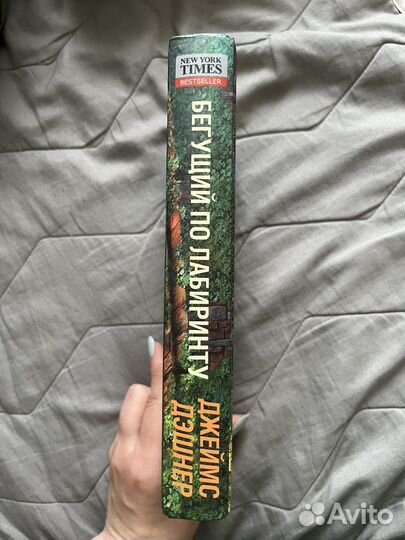 NEW YORK
TIMES
BESTSELLER
БЕГУЩИЙ ПО ЛАБИРИНТУ
ДЖЕЙМС
ДЭШНЕР
Avito